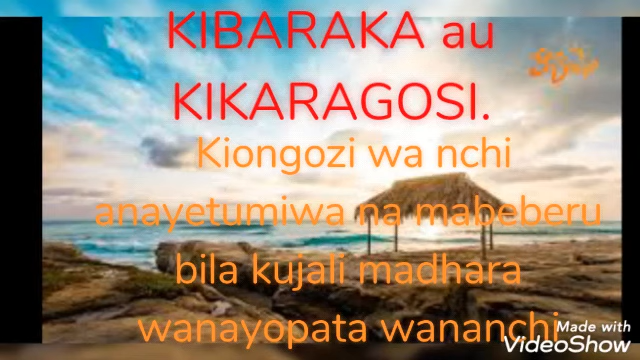 KIBARAKA au
KIKARAGOSI.
Kiongozi wa nchi
anayetumiwa na mabeberu
bila kujali madhara
wanayopata wananchi
Made with
VideoShow